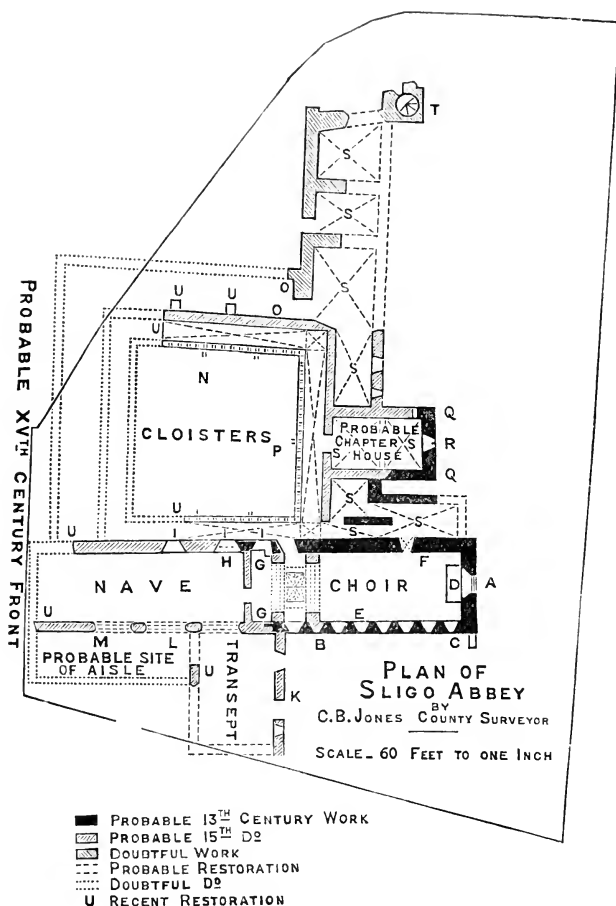 T
S
S
S
S
O
O
U
U
U
N
CLOISTERS
P
PROBABLE XVTH CENTURY FRONT
Q
PROBABLE
CHAPTER S
HOUSE
S
R
Q
S
S
S
U
U
I
I
I
H
G
F
NAVE
CHOIR
D
A
U
G
E
M
L
B
C
PROBABLE SITE
OF AISLE
U
TRANSEPT
K
PLAN OF
SLIGO ABBEY
BY
C.B. JONES COUNTY SURVEYOR
SCALE_ 60 FEET TO ONE INCH
PROBABLE 13TH CENTURY WORK
PROBABLE 15TH DO
DOUBTFUL WORK
PROBABLE RESTORATION
DOUBTFUL DO
U RECENT RESTORATION